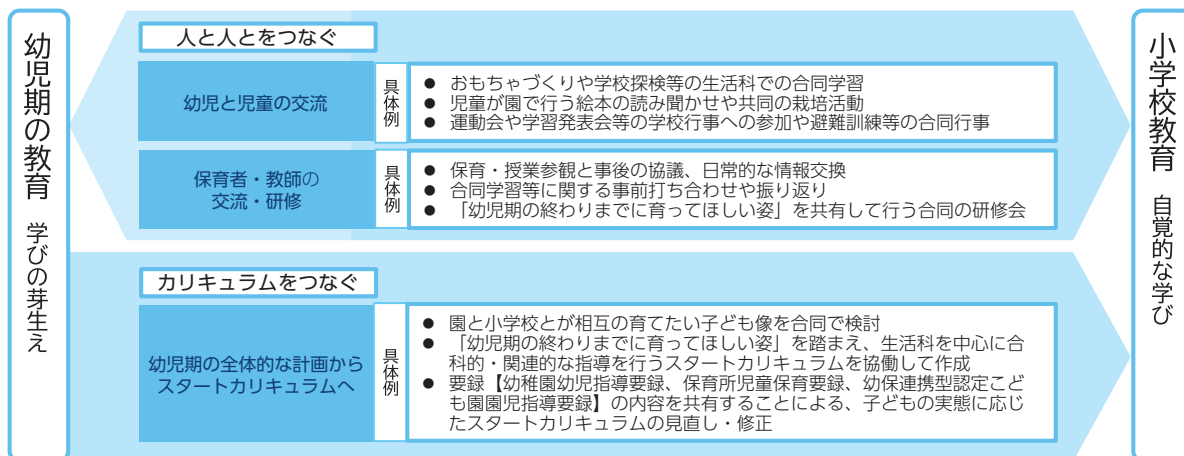 幼児期の教育 学びの芽生え
人と人とをつなぐ
幼児と児童の交流
具体例
● おもちゃづくりや学校探検等の生活科での合同学習
● 児童が園で行う絵本の読み聞かせや共同の栽培活動
● 運動会や学習発表会等の学校行事への参加や避難訓練等の合同行事
保育者・教師の
交流・研修
具体例
● 保育・授業参観と事後の協議、日常的な情報交換
● 合同学習等に関する事前打ち合わせや振り返り
● 「幼児期の終わりまでに育ってほしい姿」を共有して行う合同の研修会
カリキュラムをつなぐ
幼児期の全体的な計画から
スタートカリキュラムへ
具体例
● 園と小学校とが相互の育てたい子ども像を合同で検討
● 「幼児期の終わりまでに育ってほしい姿」を踏まえ、生活科を中心に合
科的・関連的な指導を行うスタートカリキュラムを協働して作成
● 要録【幼稚園幼児指導要録、保育所児童保育要録、幼保連携型認定こど
も園園児指導要録】の内容を共有することによる、子どもの実態に応じ
たスタートカリキュラムの見直し・修正
小学校教育 自覚的な学び